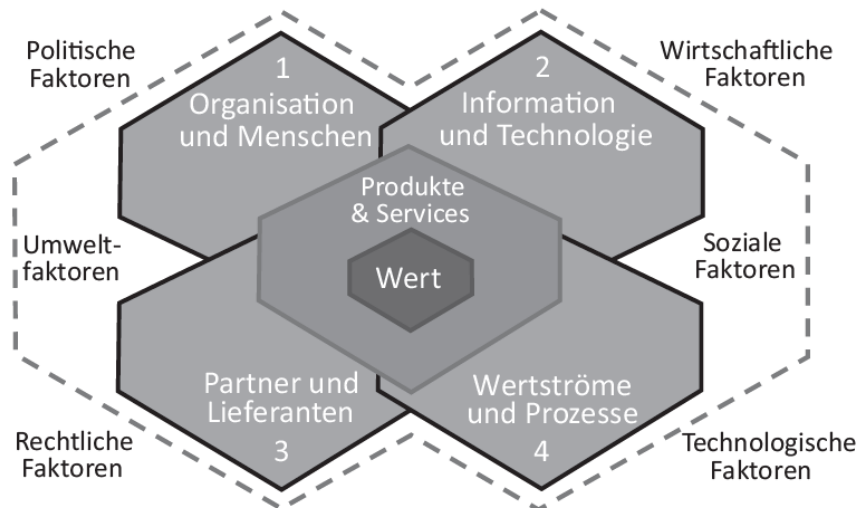 Politische
Faktoren
Wirtschaftliche
Faktoren
1
Organisation
und Menschen
2
Information
und Technologie
Produkte
& Services
Wert
Umwelt-
faktoren
Soziale
Faktoren
Partner und
Lieferanten
3
Wertströme
und Prozesse
4
Rechtliche
Faktoren
Technologische
Faktoren